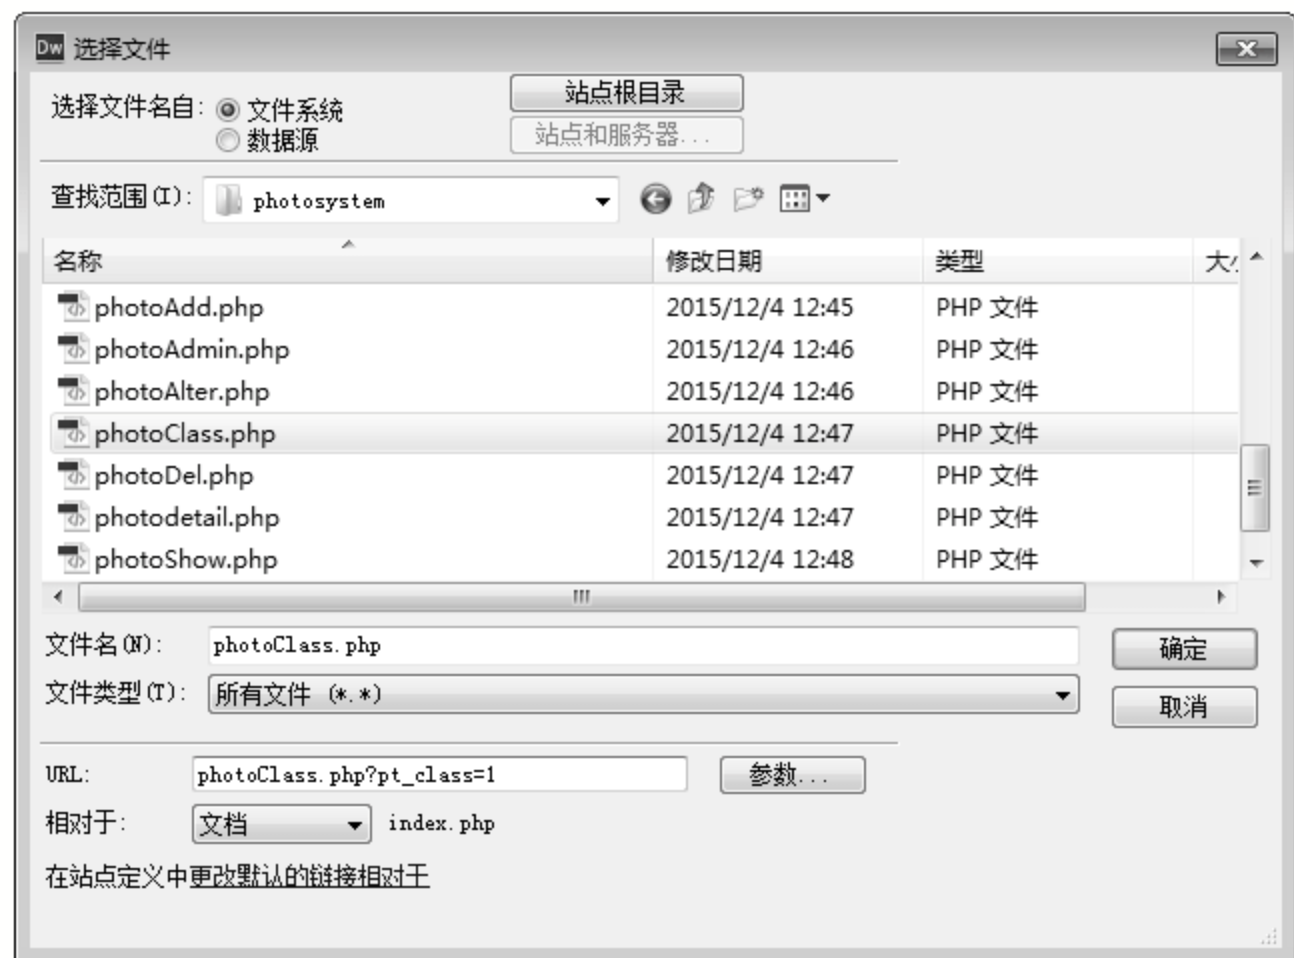 Dw 选择文件
选择文件名自: 文件系统 站点根目录
数据源 站点和服务器...
查找范围(I): photosystem
名称 修改日期 类型
photoAdd.php 2015/12/4 12:45 PHP 文件
photoAdmin.php 2015/12/4 12:46 PHP 文件
photoAlter.php 2015/12/4 12:46 PHP 文件
photoClass.php 2015/12/4 12:47 PHP 文件
photoDel.php 2015/12/4 12:47 PHP 文件
photodetail.php 2015/12/4 12:47 PHP 文件
photoShow.php 2015/12/4 12:48 PHP 文件
文件名(N): photoClass.php 确定
文件类型(T): 所有文件 (*.*) 取消
URL: photoClass.php?pt_class=1 参数...
相对于: 文档 index.php
在站点定义中更改默认的链接相对于